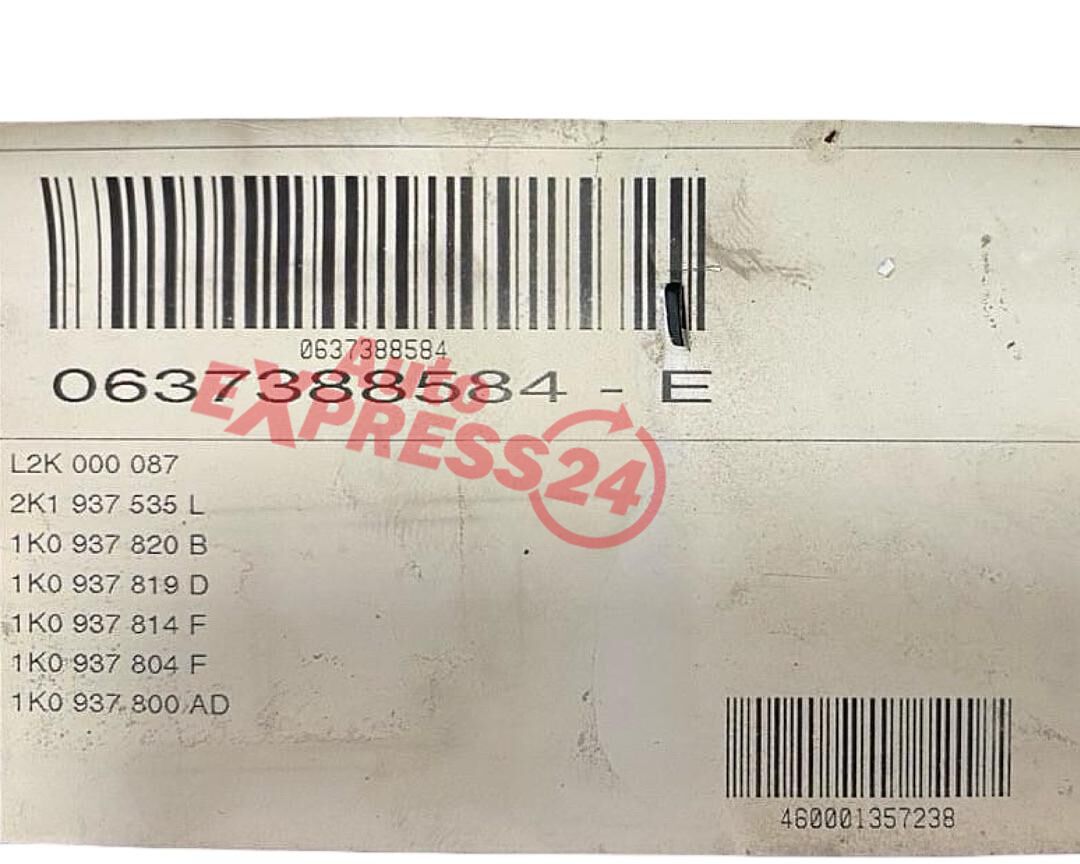 0637388584
0637388584 - E
Auto
EXPRESS24
L2K 000 087
2K1 937 535 L
1K0 937 820 B
1K0 937 819 D
1K0 937 814 F
1K0 937 804 F
1K0 937 800 AD
460001357238